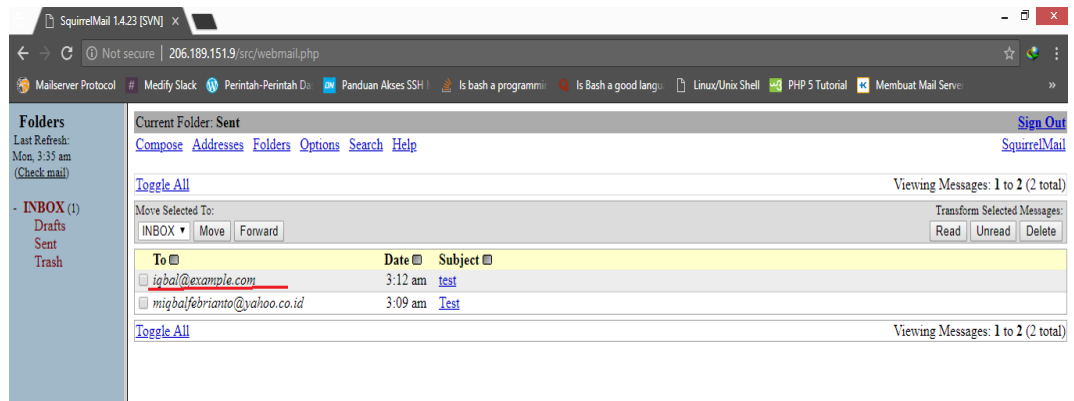 SquirrelMail 1.4.23 [SVN]
Not secure | 206.189.151.9/src/webmail.php
Mailserver Protocol # Medify Slack Perintah-Perintah Da Panduan Akses SSH Is bash a programmi Is Bash a good langu Linux/Unix Shell PHP 5 Tutorial Membuat Mail Server »
Folders
Last Refresh:
Mon, 3:35 am
(Check mail)
- INBOX (1)
Drafts
Sent
Trash
Current Folder: Sent Sign Out
Compose Addresses Folders Options Search Help SquirrelMail
Toggle All Viewing Messages: 1 to 2 (2 total)
Move Selected To: Transform Selected Messages:
INBOX Move Forward Read Unread Delete
To Date Subject
iqbal@example.com 3:12 am test
miqbalfebrianto@yahoo.co.id 3:09 am Test
Toggle All Viewing Messages: 1 to 2 (2 total)